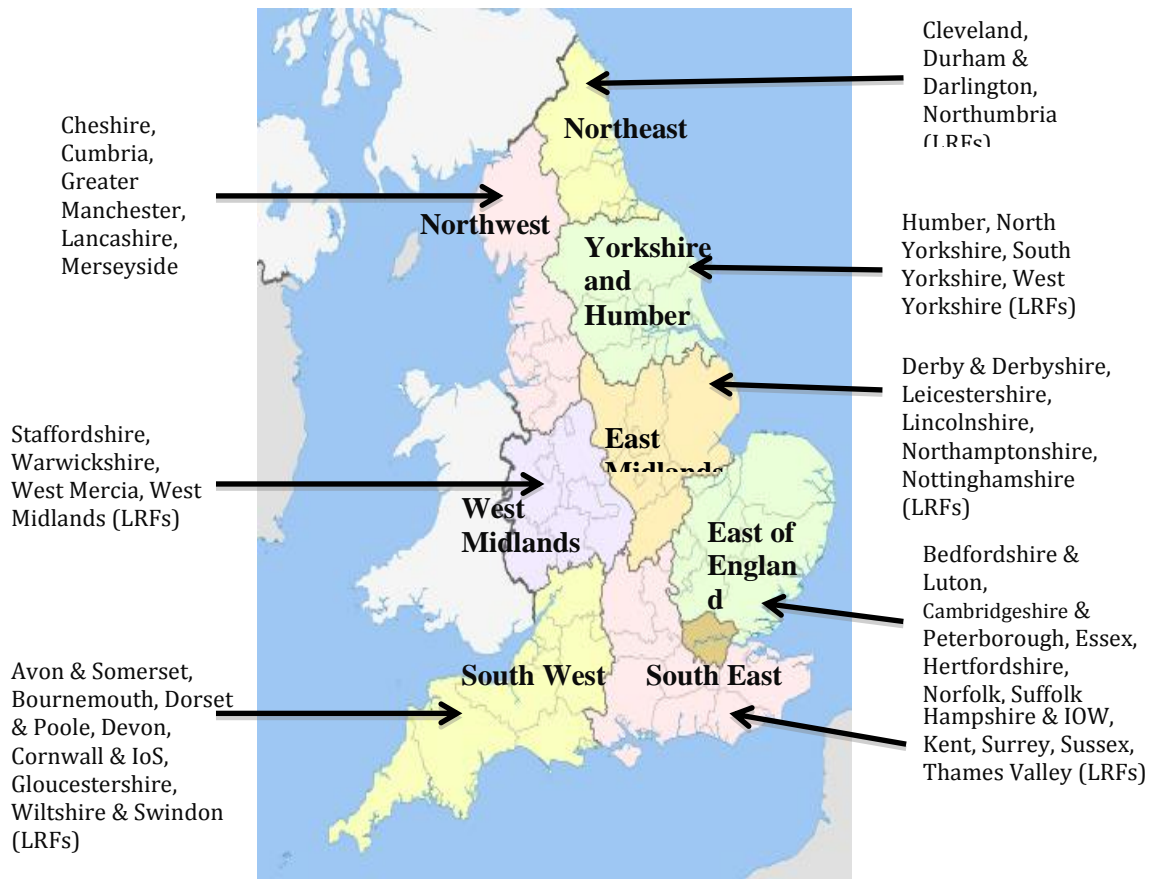 Cleveland,
Durham &
Darlington,
Northumbria
(LRFs)
Cheshire,
Cumbria,
Greater
Manchester,
Lancashire,
Merseyside
Northeast
Northwest
Humber, North
Yorkshire, South
Yorkshire, West
Yorkshire (LRFs)
Yorkshire
and
Humber
Derby & Derbyshire,
Leicestershire,
Lincolnshire,
Northamptonshire,
Nottinghamshire
(LRFs)
Staffordshire,
Warwickshire,
West Mercia, West
Midlands (LRFs)
East
Midlands
West
Midlands
East of
Englan
d
Bedfordshire &
Luton,
Cambridgeshire &
Peterborough, Essex,
Hertfordshire,
Norfolk, Suffolk
Avon & Somerset,
Bournemouth, Dorset
& Poole, Devon,
Cornwall & IoS,
Gloucestershire,
Wiltshire & Swindon
(LRFs)
South West
South East
Hampshire & IOW,
Kent, Surrey, Sussex,
Thames Valley (LRFs)